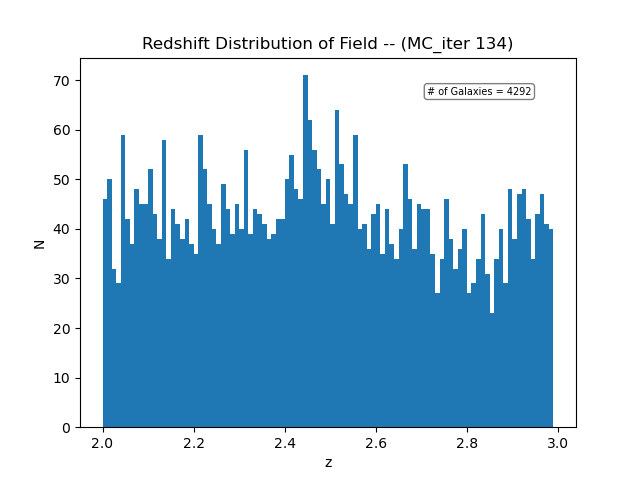 Redshift Distribution of Field -- (MC_iter 134)
# of Galaxies = 4292
70
60
50
40
30
20
10
0
N
2.0 2.2 2.4 2.6 2.8 3.0
z